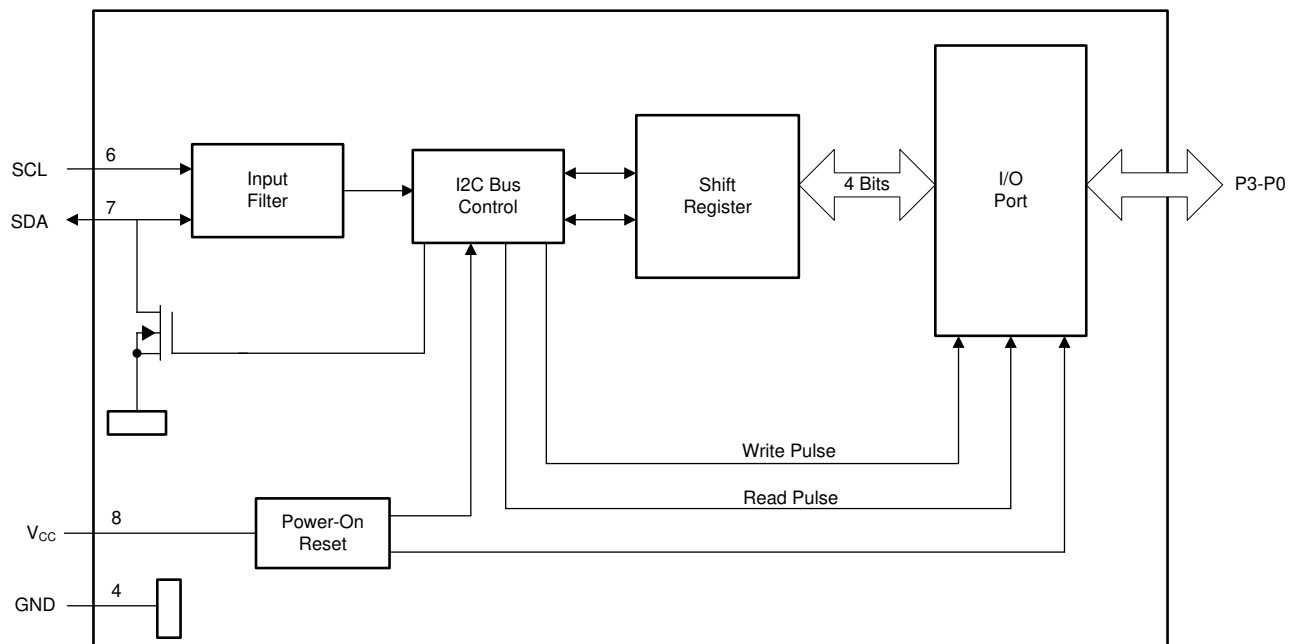 SCL
6
SDA
7
Input
Filter
I2C Bus
Control
Shift
Register
4 Bits
I/O
Port
P3-P0
Write Pulse
Read Pulse
VCC
8
Power-On
Reset
GND
4